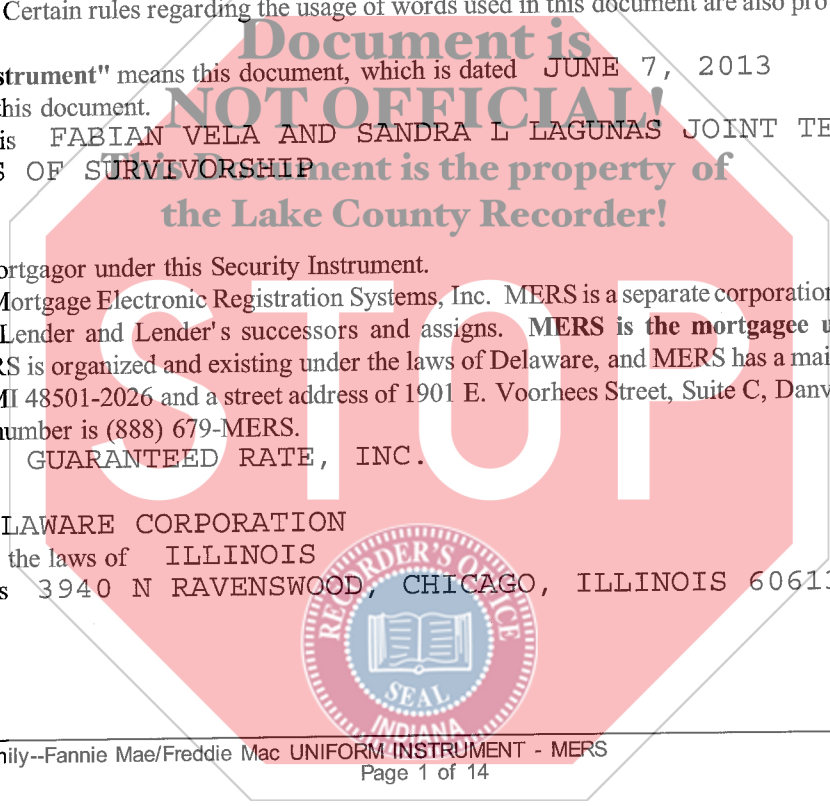 Certain rules regarding the usage of words used in this document are also pro
Document is
strument" means this document, which is dated JUNE 7, 2013
this document.
NOT OFFICIAL!
is FABIAN VELA AND SANDRA L LAGUNAS JOINT TE
S OF SURVIVORSHIP
This Document is the property of
the Lake County Recorder!
ortgagor under this Security Instrument.
Mortgage Electronic Registration Systems, Inc. MERS is a separate corporation
Lender and Lender's successors and assigns. MERS is the mortgagee u
RS is organized and existing under the laws of Delaware, and MERS has a mai
MI 48501-2026 and a street address of 1901 E. Voorhees Street, Suite C, Danv
number is (888) 679-MERS.
GUARANTEED RATE, INC.
STOP
LAWARE CORPORATION
the laws of ILLINOIS
s 3940 N RAVENSWOOD, CHICAGO, ILLINOIS 60613
RECORDER'S OFFICE
SEAL
INDIANA
nily--Fannie Mae/Freddie Mac UNIFORM INSTRUMENT - MERS
Page 1 of 14